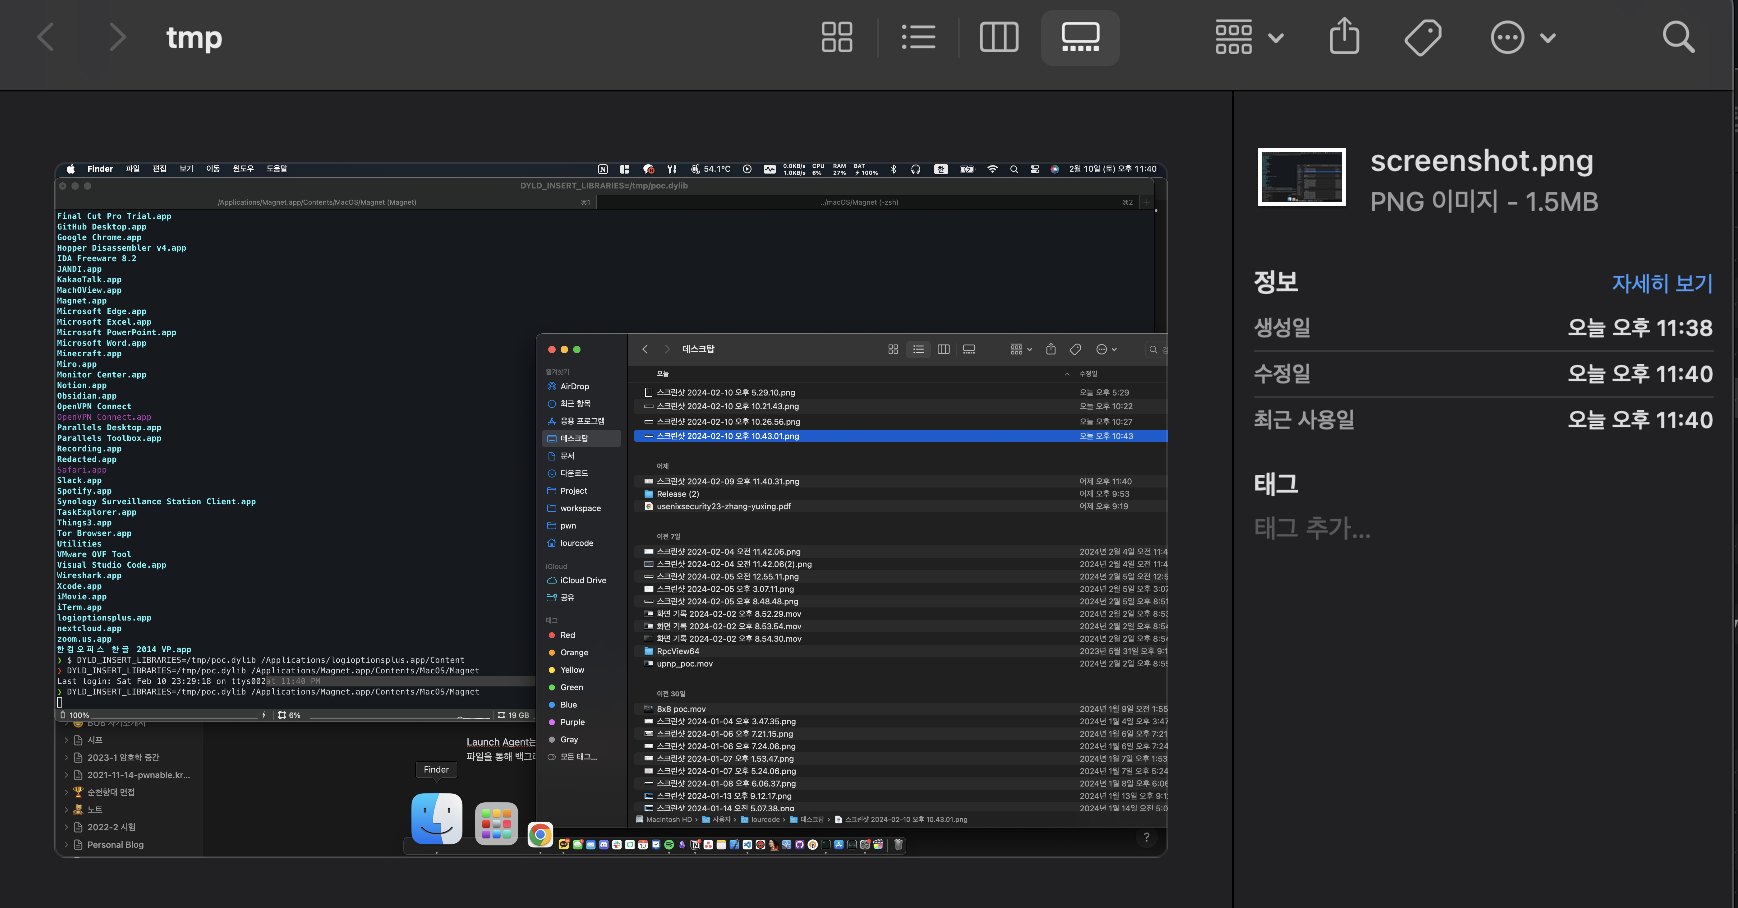 tmp
Finder 파일 편집 보기 이동 윈도우 도움말
54.1°C 0.0KB/s 1.0KB/s CPU 6% RAM 27% BAT 100% 2월 10일 (토) 오후 11:40
DYLD_INSERT_LIBRARIES=/tmp/poc.dylib
/Applications/Magnet.app/Contents/MacOS/Magnet (Magnet) ⌘1 ../macOS/Magnet (-zsh) ⌘2
Final Cut Pro Trial.app
GitHub Desktop.app
Google Chrome.app
Hopper Disassembler v4.app
IDA Freeware 8.2
JANDI.app
KakaoTalk.app
MachOView.app
Magnet.app
Microsoft Edge.app
Microsoft Excel.app
Microsoft PowerPoint.app
Microsoft Word.app
Minecraft.app
Miro.app
Monitor Center.app
Notion.app
Obsidian.app
OpenVPN Connect
OpenVPN Connect.app
Parallels Desktop.app
Parallels Toolbox.app
Recording.app
Redacted.app
Safari.app
Slack.app
Spotify.app
Synology Surveillance Station Client.app
TaskExplorer.app
Things3.app
Tor Browser.app
Utilities
VMware OVF Tool
Visual Studio Code.app
Wireshark.app
Xcode.app
iMovie.app
iTerm.app
logioptionsplus.app
nextcloud.app
zoom.us.app
한컴오피스 한글 2014 VP.app
❯ $ DYLD_INSERT_LIBRARIES=/tmp/poc.dylib /Applications/logioptionsplus.app/Content
❯ DYLD_INSERT_LIBRARIES=/tmp/poc.dylib /Applications/Magnet.app/Contents/MacOS/Magnet
Last login: Sat Feb 10 23:29:18 on ttys002at 11:40 PM
❯ DYLD_INSERT_LIBRARIES=/tmp/poc.dylib /Applications/Magnet.app/Contents/MacOS/Magnet
100% 6% 19 GB
시프
2023-1 암호학 중간
2021-11-14-pwnable.kr...
순천향대 면접
노트
2022-2 시험
Personal Blog
Launch Agent는
파일을 통해 백그
Finder
데스크탑
즐겨찾기
AirDrop
최근 항목
응용 프로그램
데스크탑
문서
다운로드
Project
workspace
pwn
lourcode
iCloud
iCloud Drive
공유
태그
Red
Orange
Yellow
Green
Blue
Purple
Gray
모든 태그...
오늘 수정일
스크린샷 2024-02-10 오후 5.29.10.png 오늘 오후 5:29
스크린샷 2024-02-10 오후 10.21.43.png 오늘 오후 10:22
스크린샷 2024-02-10 오후 10.26.56.png 오늘 오후 10:27
스크린샷 2024-02-10 오후 10.43.01.png 오늘 오후 10:43
어제
스크린샷 2024-02-09 오후 11.40.31.png 어제 오후 11:40
Release (2) 어제 오후 9:53
usenixsecurity23-zhang-yuxing.pdf 어제 오후 9:19
이전 7일
스크린샷 2024-02-04 오전 11.42.06.png 2024년 2월 4일 오전 11:4
스크린샷 2024-02-04 오전 11.42.06(2).png 2024년 2월 4일 오전 11:4
스크린샷 2024-02-05 오전 12.55.11.png 2024년 2월 5일 오전 12:5
스크린샷 2024-02-05 오후 3.07.11.png 2024년 2월 5일 오후 3:07
스크린샷 2024-02-05 오후 8.48.48.png 2024년 2월 5일 오후 8:51
화면 기록 2024-02-02 오후 8.52.29.mov 2024년 2월 2일 오후 8:5
화면 기록 2024-02-02 오후 8.53.54.mov 2024년 2월 2일 오후 8:54
화면 기록 2024-02-02 오후 8.54.30.mov 2024년 2월 2일 오후 8:54
RpcView64 2023년 5월 31일 오후 9:1
upnp_poc.mov 2024년 2월 2일 오후 8:55
이전 30일
8x8 poc.mov 2024년 1월 9일 오전 1:55
스크린샷 2024-01-04 오후 3.47.35.png 2024년 1월 4일 오후 3:47
스크린샷 2024-01-06 오후 7.21.15.png 2024년 1월 6일 오후 7:21
스크린샷 2024-01-06 오후 7.24.06.png 2024년 1월 6일 오후 7:24
스크린샷 2024-01-07 오후 1.53.47.png 2024년 1월 7일 오후 1:53
스크린샷 2024-01-07 오후 5.24.06.png 2024년 1월 7일 오후 5:24
스크린샷 2024-01-08 오후 6.06.37.png 2024년 1월 8일 오후 6:06
스크린샷 2024-01-13 오후 9.12.17.png 2024년 1월 13일 오후 9:1
스크린샷 2024-01-14 오전 5.07.38.png 2024년 1월 14일 오전 5:0
Macintosh HD › 사용자 › lourcode › 데스크탑 › 스크린샷 2024-02-10 오후 10.43.01.png
?
screenshot.png
PNG 이미지 - 1.5MB
정보 자세히 보기
생성일 오늘 오후 11:38
수정일 오늘 오후 11:40
최근 사용일 오늘 오후 11:40
태그
태그 추가...